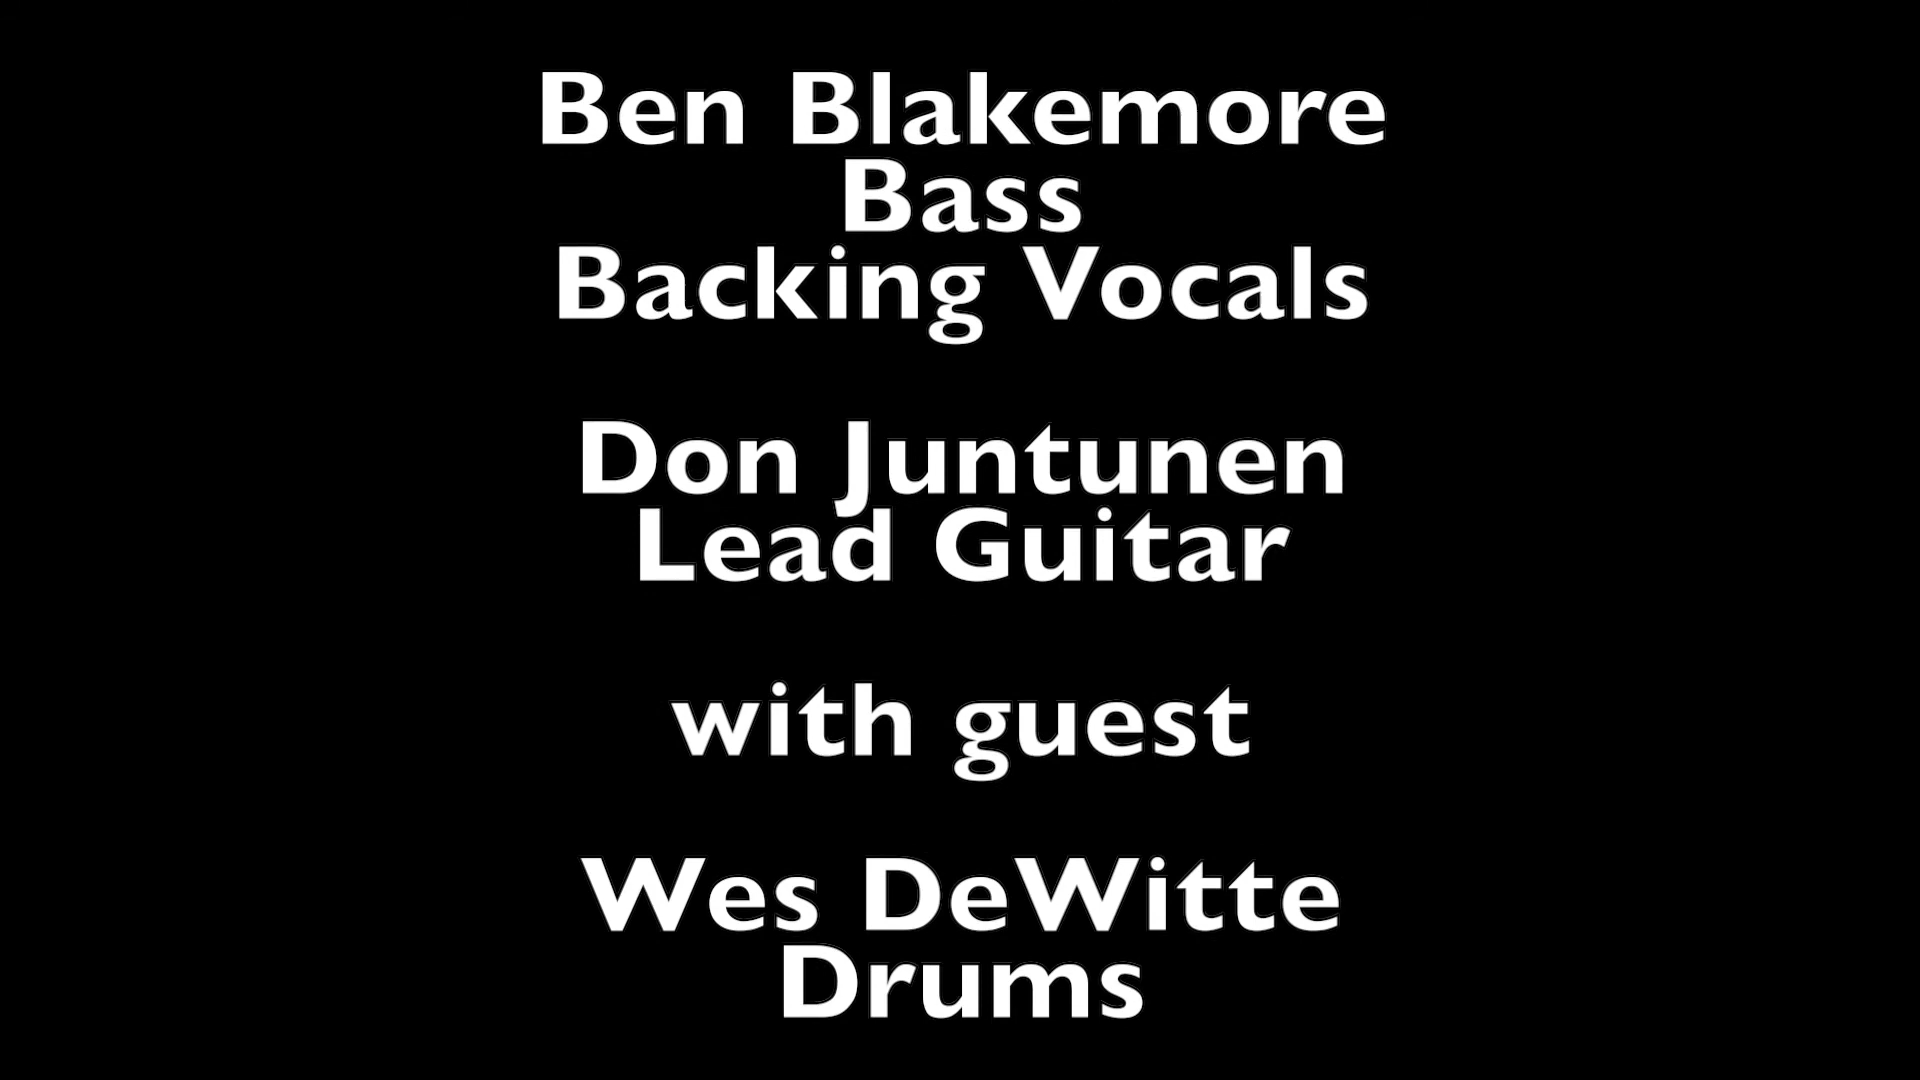 Ben Blakemore
Bass
Backing Vocals
Don Juntunen
Lead Guitar
with guest
Wes DeWitte
Drums